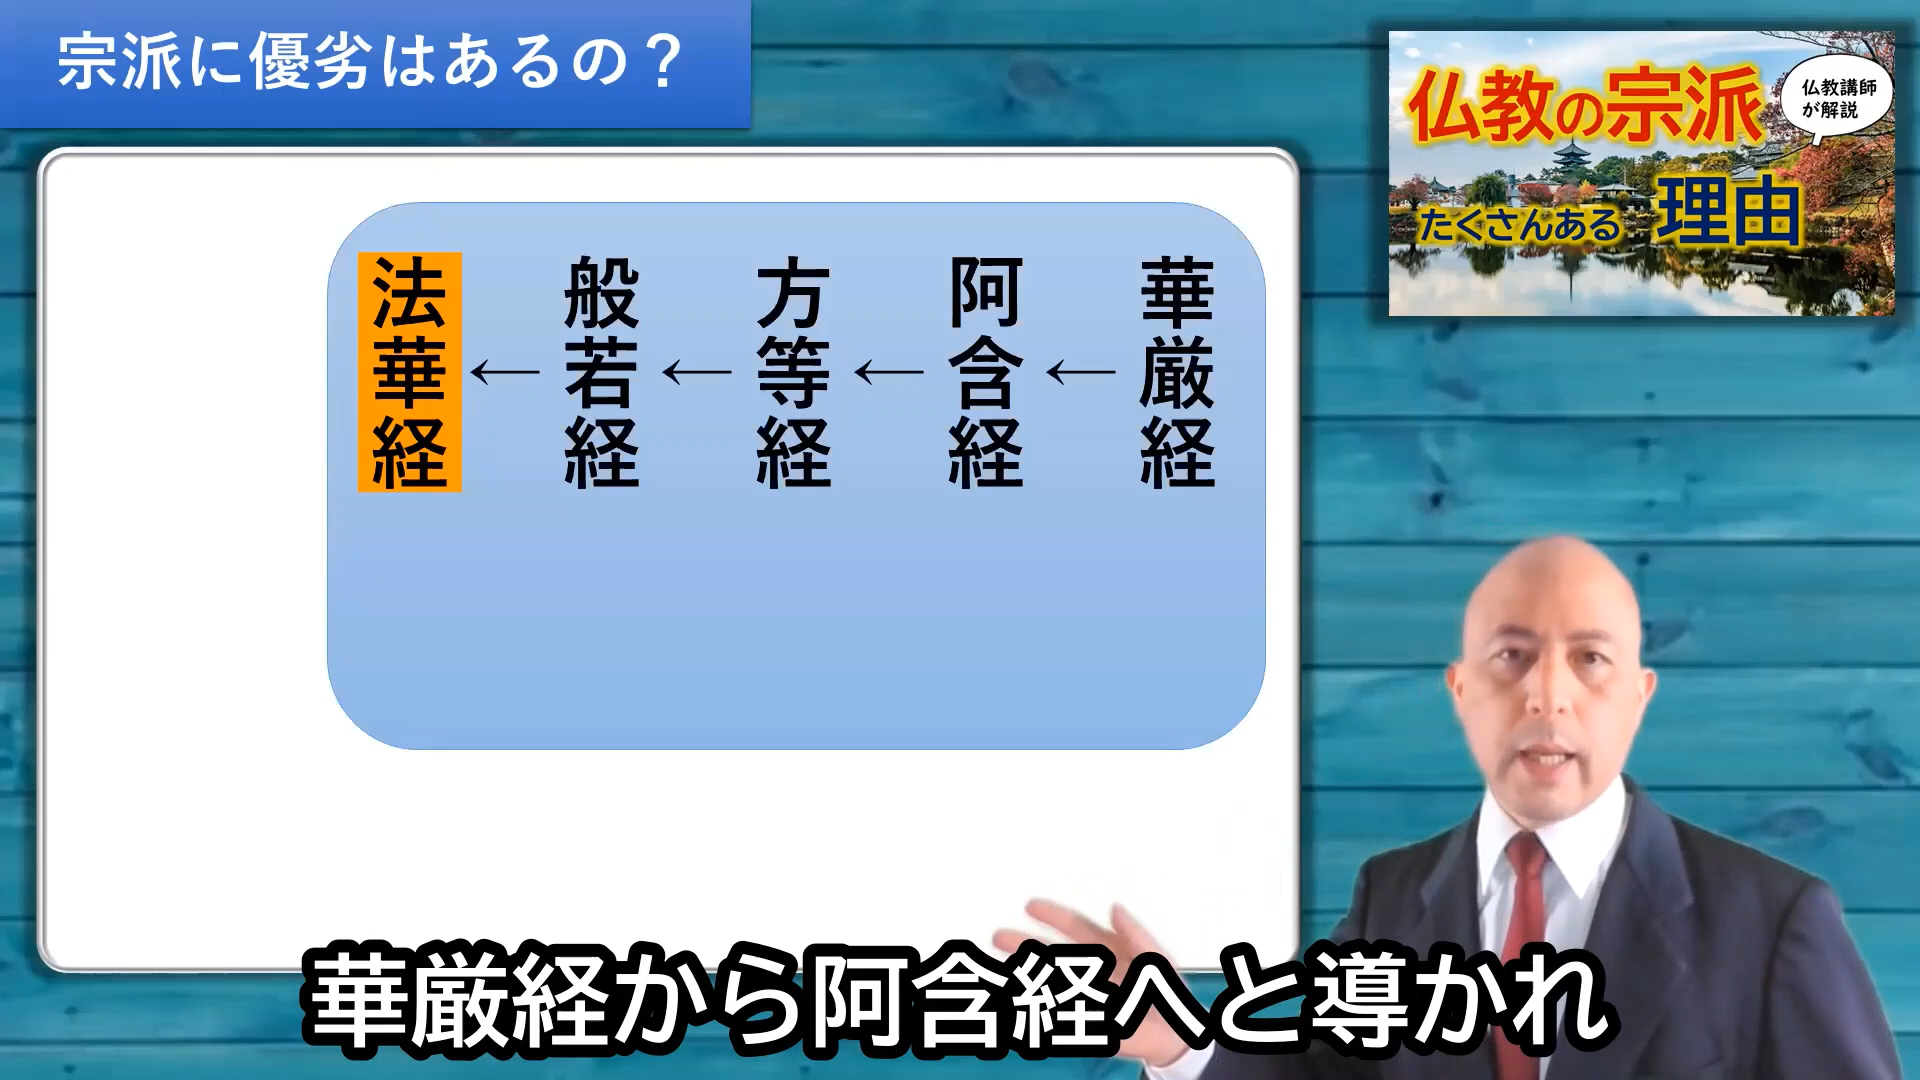 宗派に優劣はあるの？
仏教の宗派
たくさんある理由
仏教講師
が解説
華厳経
←
阿含経
←
方等経
←
般若経
←
法華経
華厳経から阿含経へと導かれ